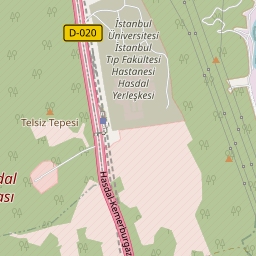 D-020
İstanbul
Üniversitesi
İstanbul
Tıp Fakültesi
Hastanesi
Hasdal
Yerleşkesi
Telsiz Tepesi
Hasdal-Kemerburgaz